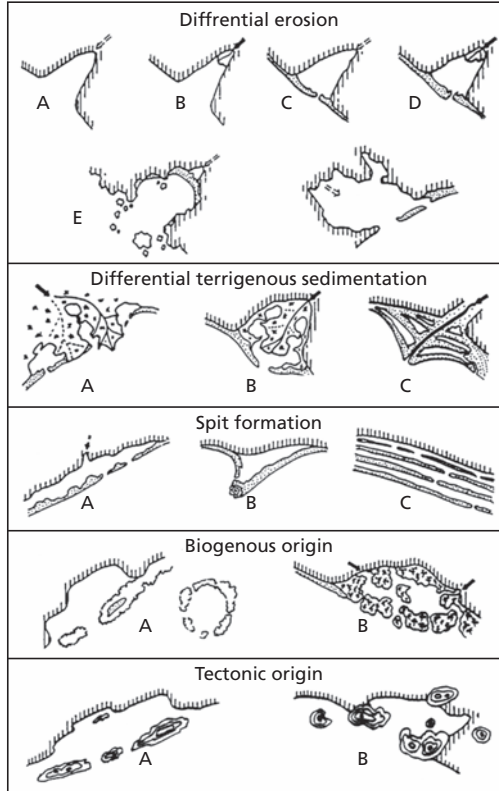 Diffrential erosion
A B C D
E
Differential terrigenous sedimentation
A B C
Spit formation
A B C
Biogenous origin
A B
Tectonic origin
A B